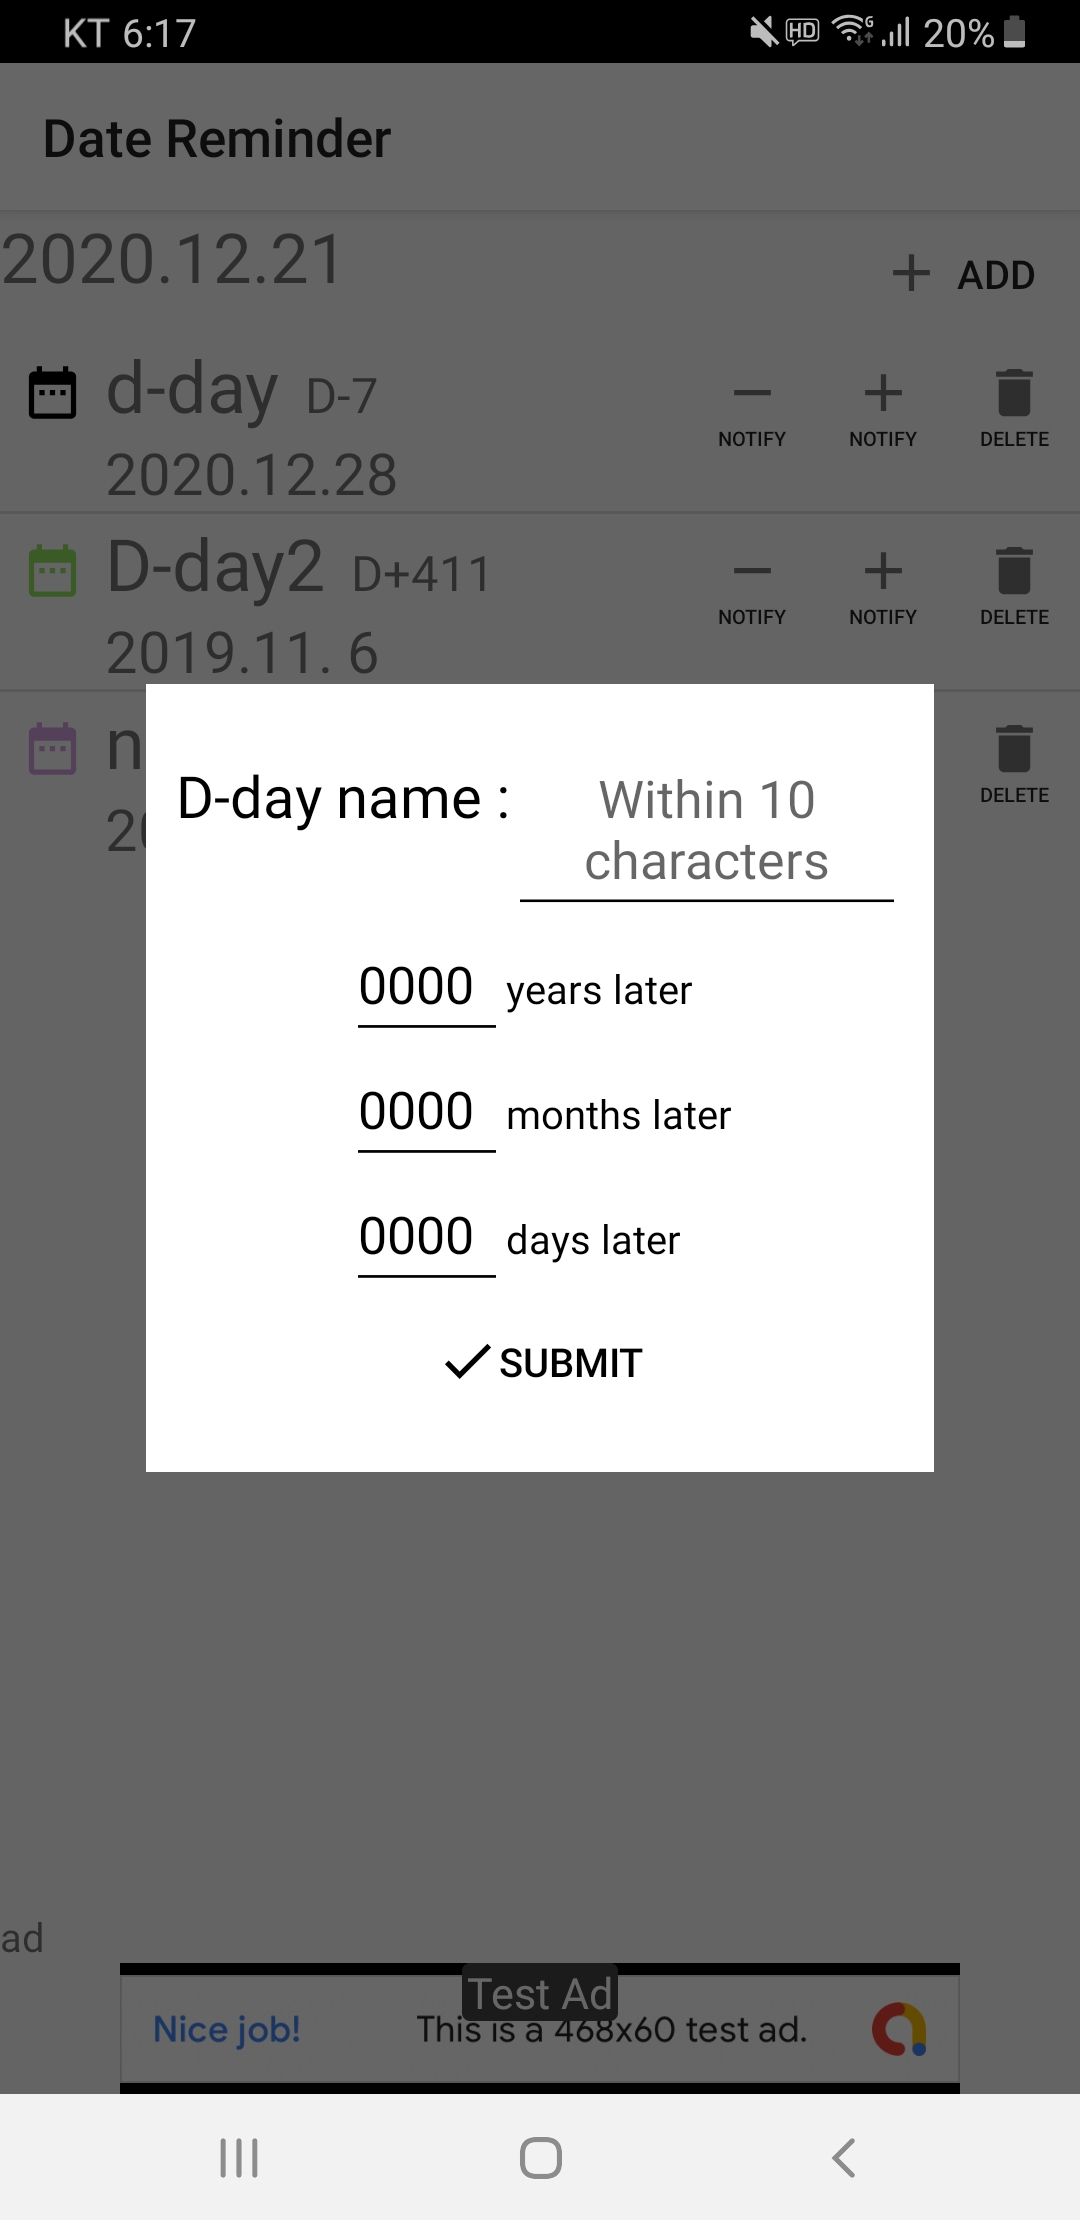 KT 6:17 HD G 20%
Date Reminder
2020.12.21
ADD
d-day D-7
NOTIFY NOTIFY DELETE
2020.12.28
D-day2 D+411
NOTIFY NOTIFY DELETE
2019.11. 6
n
DELETE
20
D-day name : Within 10
characters
0000 years later
0000 months later
0000 days later
SUBMIT
ad
Test Ad
Nice job! This is a 468x60 test ad.